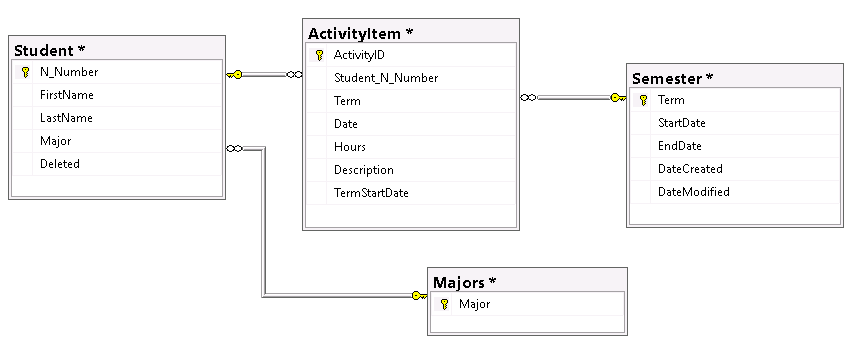 Student *
N_Number
FirstName
LastName
Major
Deleted
ActivityItem *
ActivityID
Student_N_Number
Term
Date
Hours
Description
TermStartDate
Semester *
Term
StartDate
EndDate
DateCreated
DateModified
Majors *
Major